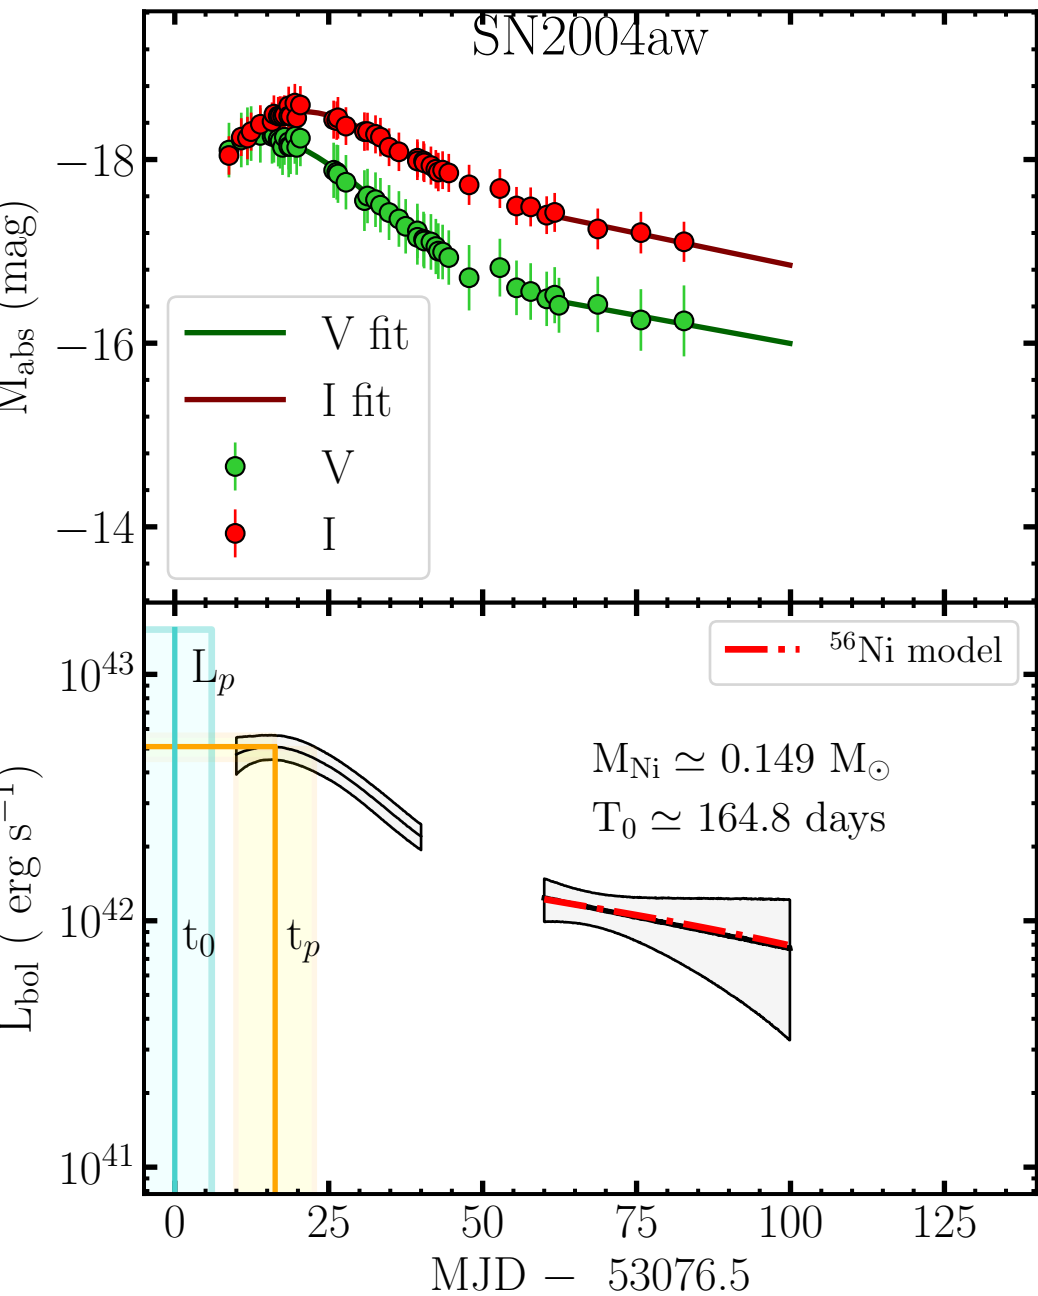 SN2004aw
−18
−16
−14
M_abs (mag)
V fit
I fit
V
I
10^43
10^42
10^41
L_bol ( erg s^−1)
L_p
t_0
t_p
^56Ni model
M_Ni ≃ 0.149 M_⊙
T_0 ≃ 164.8 days
0 25 50 75 100 125
MJD − 53076.5